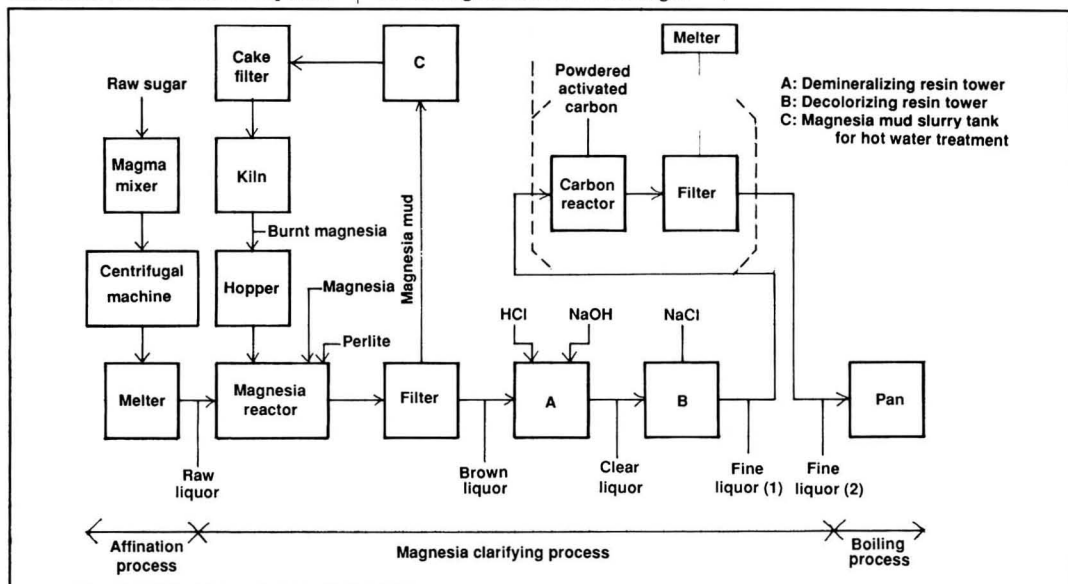 Raw sugar
Magma
mixer
Centrifugal
machine
Melter
Raw
liquor
Cake
filter
Kiln
Burnt magnesia
Hopper
Magnesia
Perlite
Magnesia
reactor
C
Magnesia mud
Filter
Brown
liquor
HCl
NaOH
A
Clear
liquor
NaCl
B
Fine
liquor (1)
Powdered
activated
carbon
Carbon
reactor
Filter
Melter
Fine
liquor (2)
Pan
A: Demineralizing resin tower
B: Decolorizing resin tower
C: Magnesia mud slurry tank
for hot water treatment
Affination
process
Magnesia clarifying process
Boiling
process